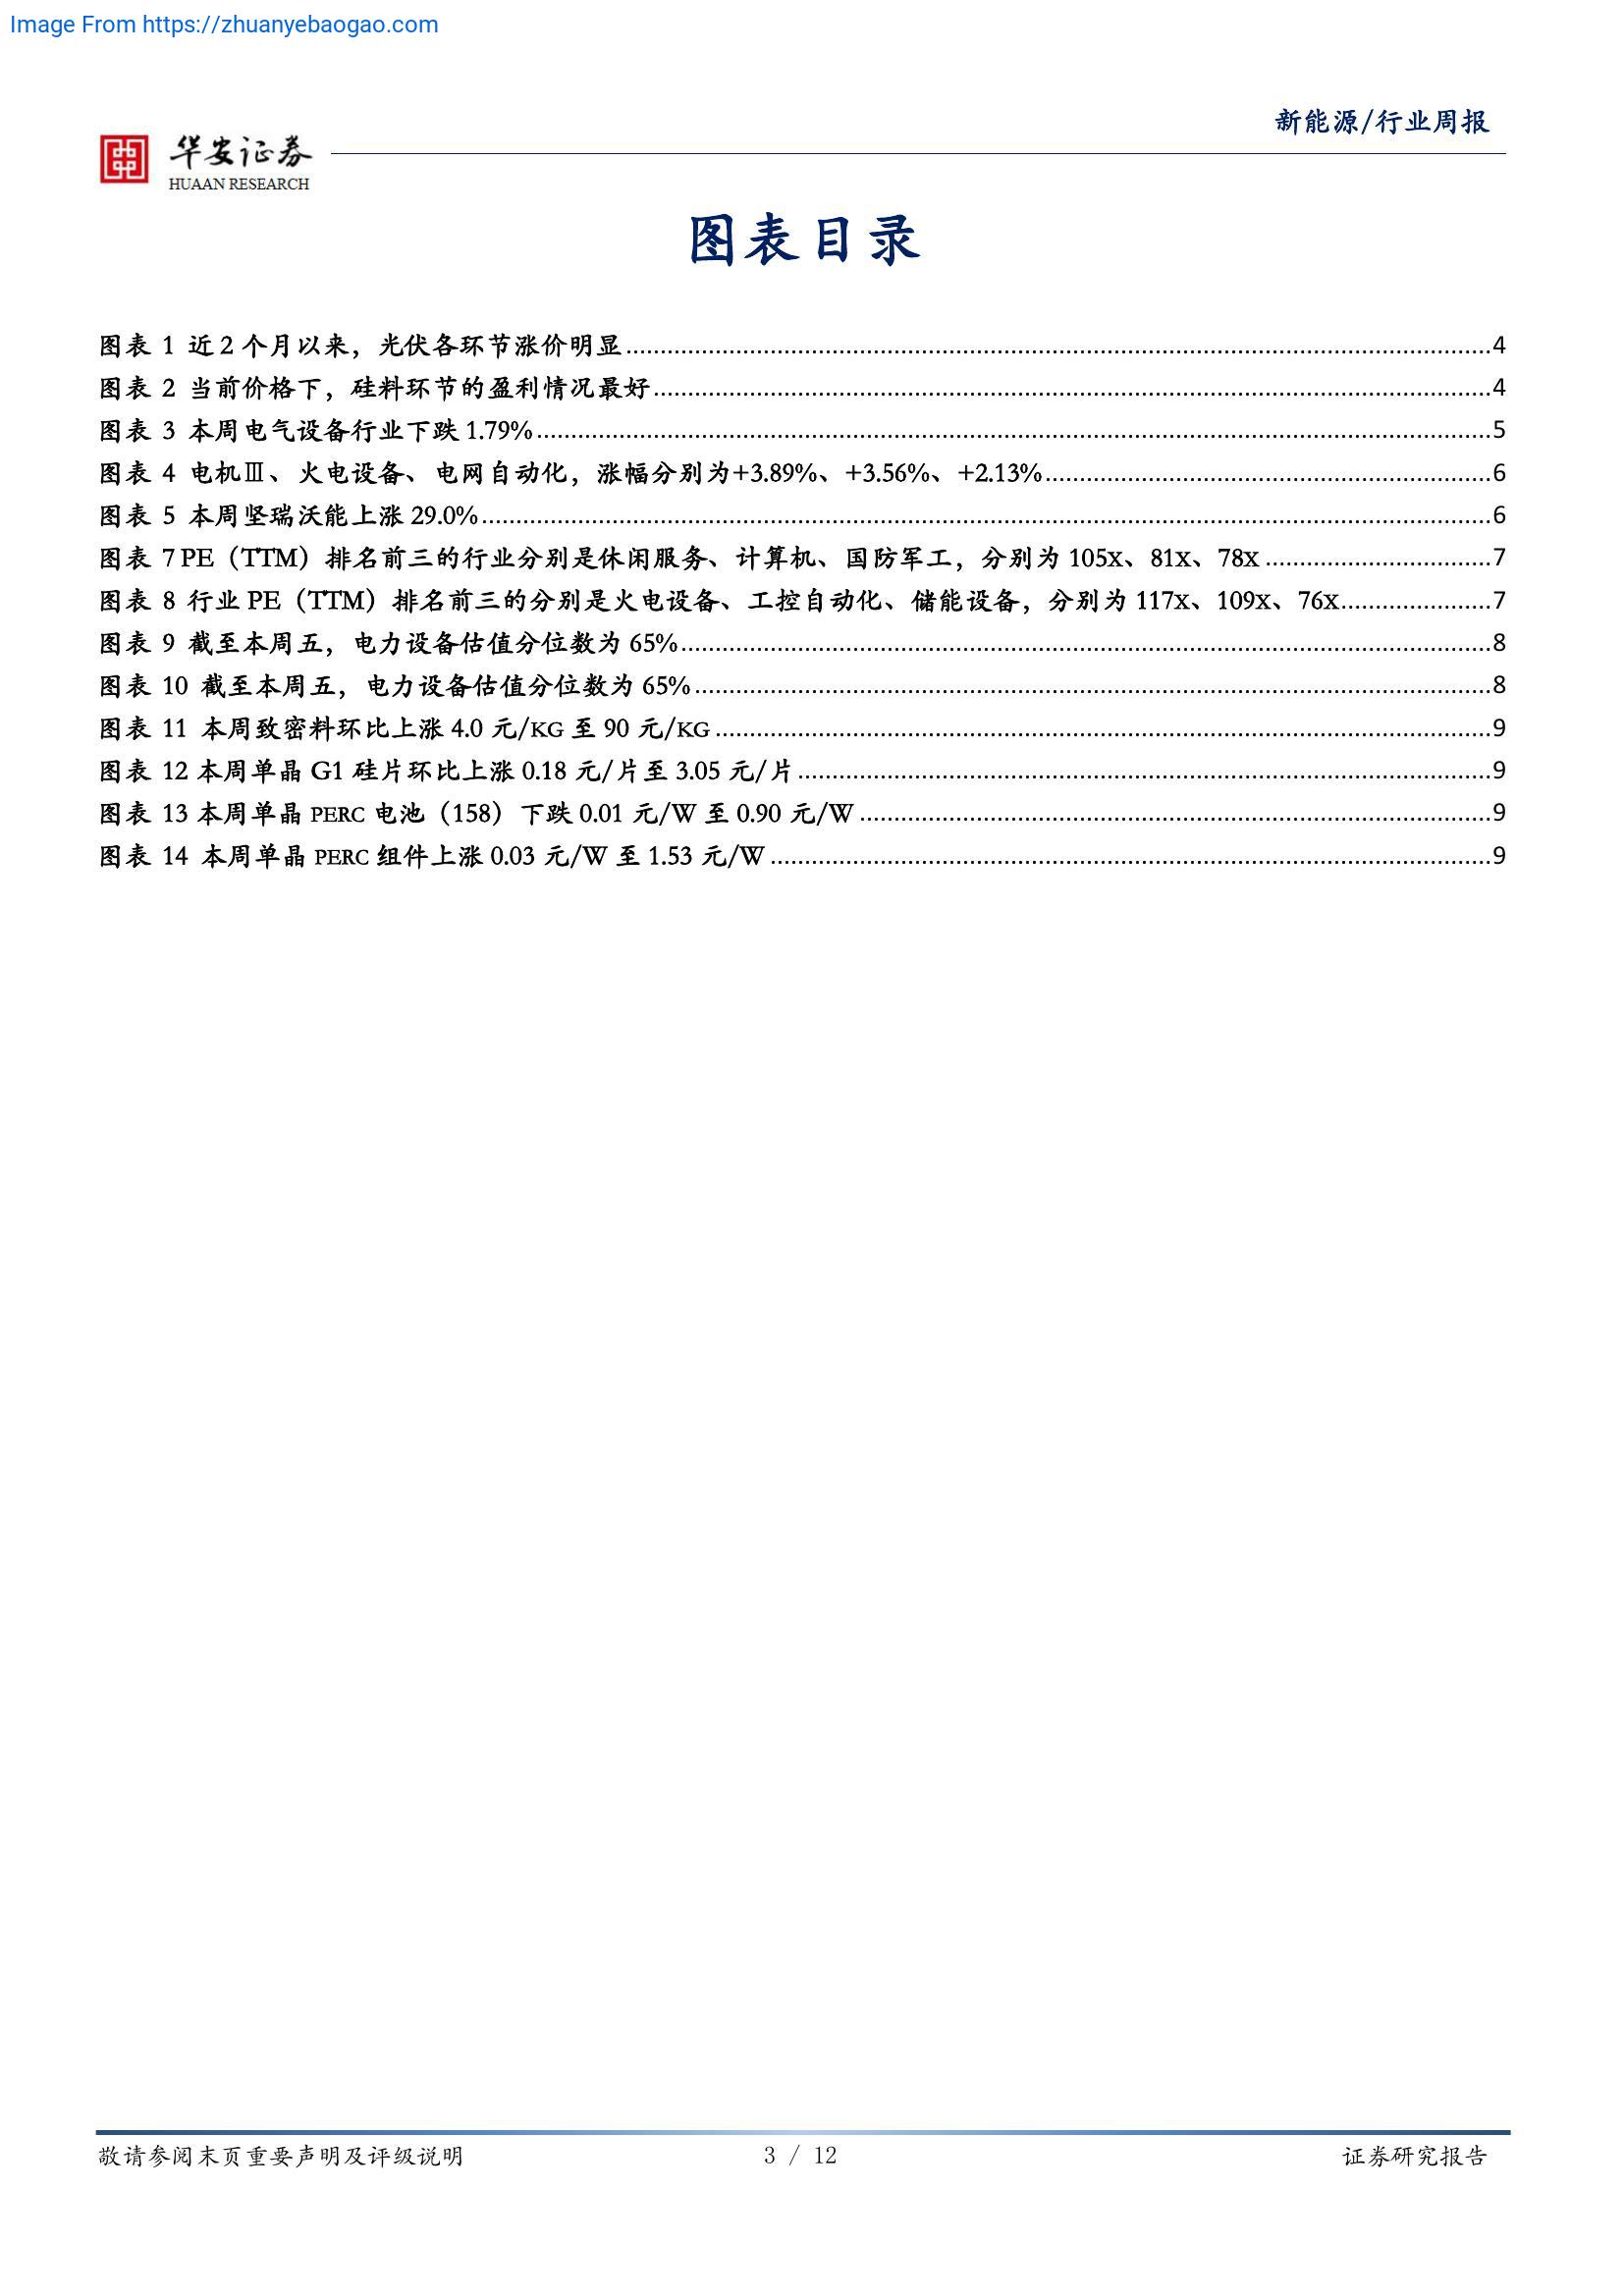 Image From https://zhuanyebaogao.com
新能源/行业周报
华安证券
HUAAN RESEARCH
图表目录
图表 1 近 2 个月以来，光伏各环节涨价明显........4
图表 2 当前价格下，硅料环节的盈利情况最好........4
图表 3 本周电气设备行业下跌 1.79%........5
图表 4 电机Ⅲ、火电设备、电网自动化，涨幅分别为+3.89%、+3.56%、+2.13%........6
图表 5 本周坚瑞沃能上涨 29.0%........6
图表 7 PE（TTM）排名前三的行业分别是休闲服务、计算机、国防军工，分别为 105X、81X、78X........7
图表 8 行业 PE（TTM）排名前三的分别是火电设备、工控自动化、储能设备，分别为 117X、109X、76X........7
图表 9 截至本周五，电力设备估值分位数为 65%........8
图表 10 截至本周五，电力设备估值分位数为 65%........8
图表 11 本周致密料环比上涨 4.0 元/KG 至 90 元/KG........9
图表 12 本周单晶 G1 硅片环比上涨 0.18 元/片至 3.05 元/片........9
图表 13 本周单晶 PERC 电池（158）下跌 0.01 元/W 至 0.90 元/W........9
图表 14 本周单晶 PERC 组件上涨 0.03 元/W 至 1.53 元/W........9
敬请参阅末页重要声明及评级说明 3 / 12 证券研究报告